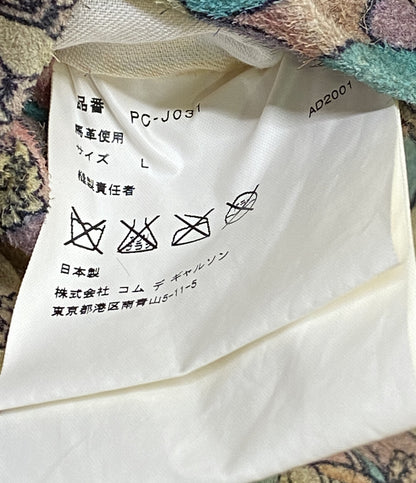 品番 PC-J031
AD2001
馬革使用
サイズ L
縫製責任者
日本製
株式会社 コム デ ギャルソン
東京都港区南青山5-11-5